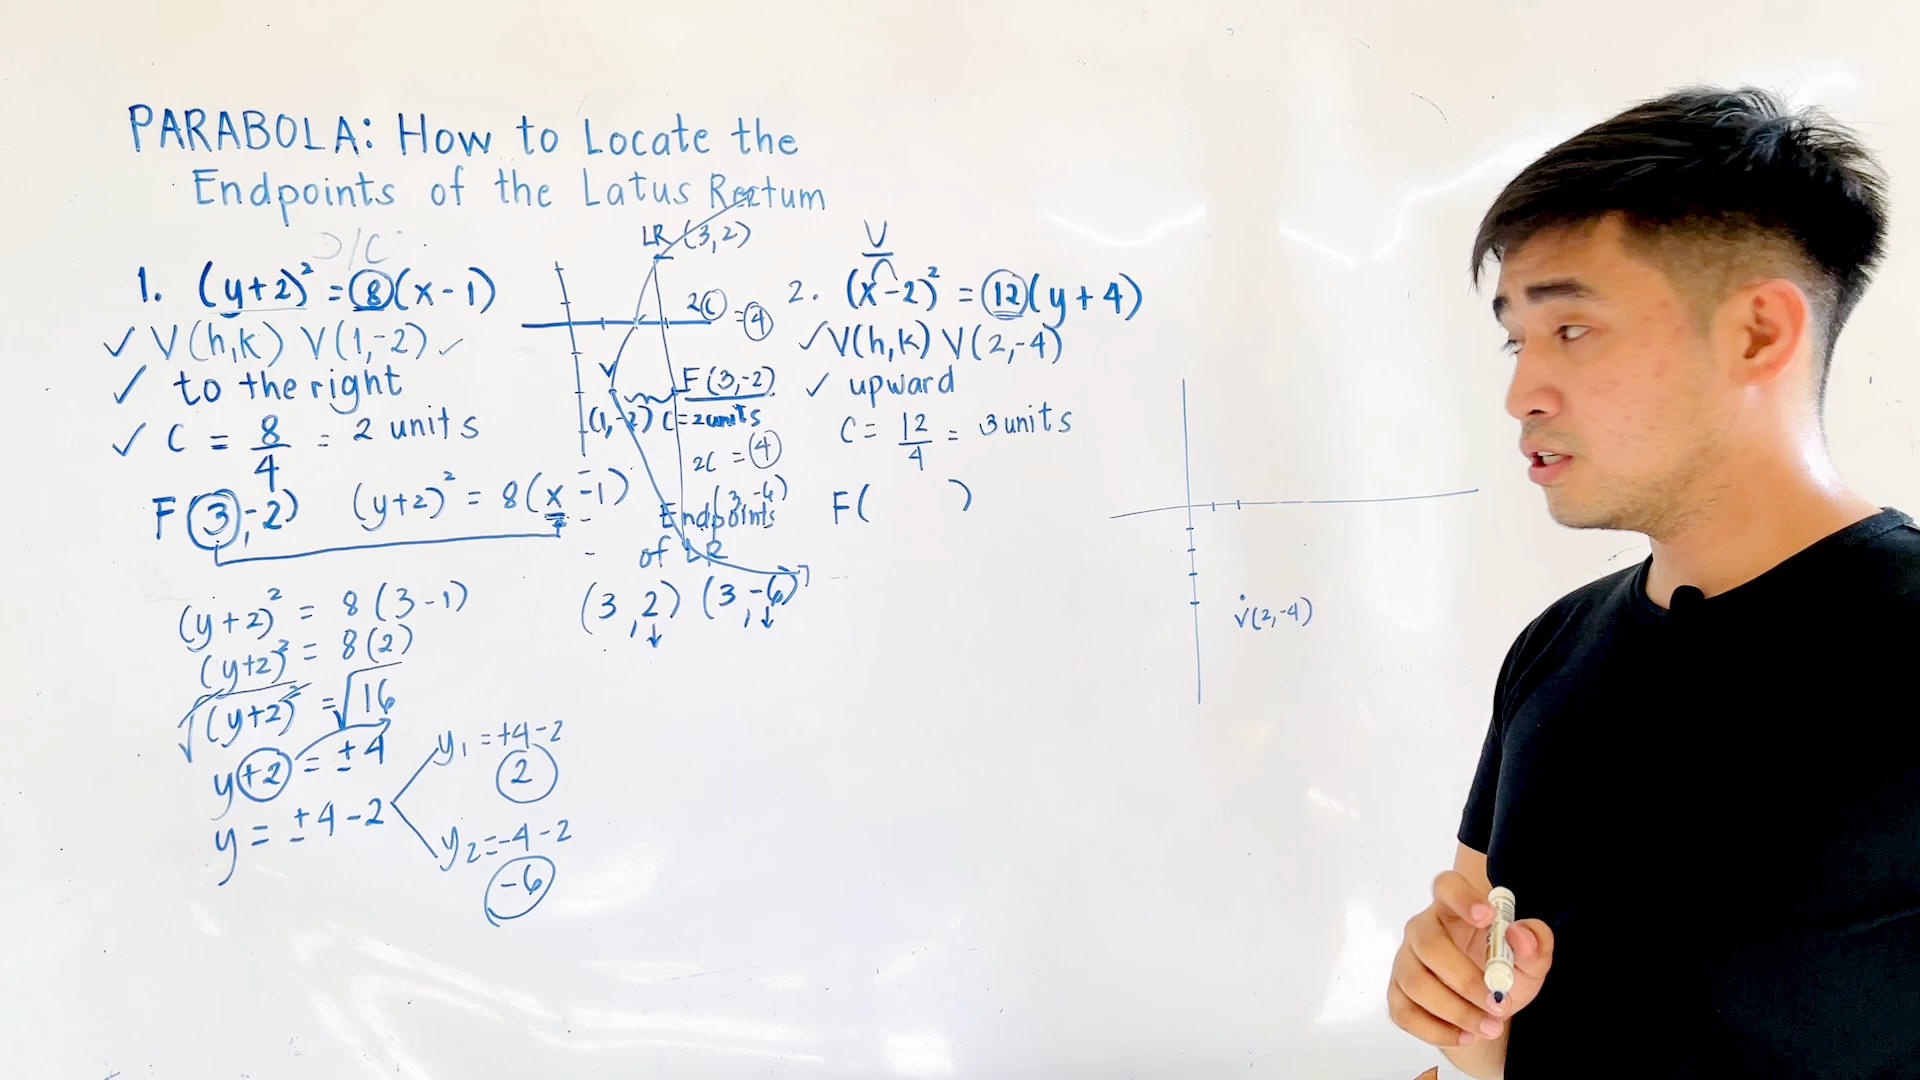 PARABOLA: How to Locate the
Endpoints of the Latus Rectum
1. (y+2)² = 8(x-1)
✓ V(h,k) V(1,-2) ✓
✓ to the right
✓ C = 8/4 = 2 units
F(3,-2) (y+2)² = 8(x-1)
(y+2)² = 8(3-1)
(y+2)² = 8(2)
√(y+2)² = √16
y+2 = ±4
y = ±4-2
y₁ = +4-2
2
y₂ = -4-2
-6
LR (3,2)
2C = 4
V
F(3,-2)
(1,-2) C = 2 units
2C = 4
(3,-6)
Endpoints
of LR
(3,2) (3,-6)
U
2. (x-2)² = 12(y+4)
✓ V(h,k) V(2,-4)
✓ upward
C = 12/4 = 3 units
F( )
V(2,-4)